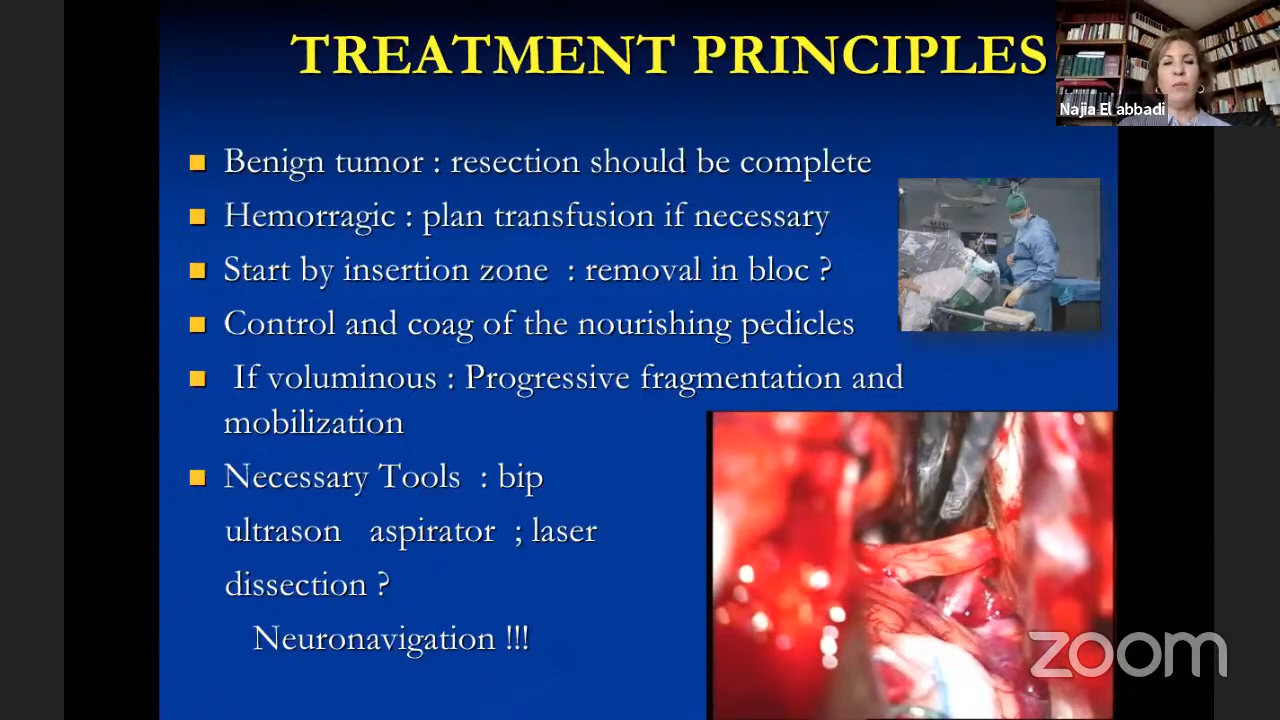 TREATMENT PRINCIPLES
Najia El abbadi
Benign tumor : resection should be complete
Hemorragic : plan transfusion if necessary
Start by insertion zone : removal in bloc ?
Control and coag of the nourishing pedicles
If voluminous : Progressive fragmentation and
mobilization
Necessary Tools : bip
ultrason aspirator ; laser
dissection ?
Neuronavigation !!!
zoom